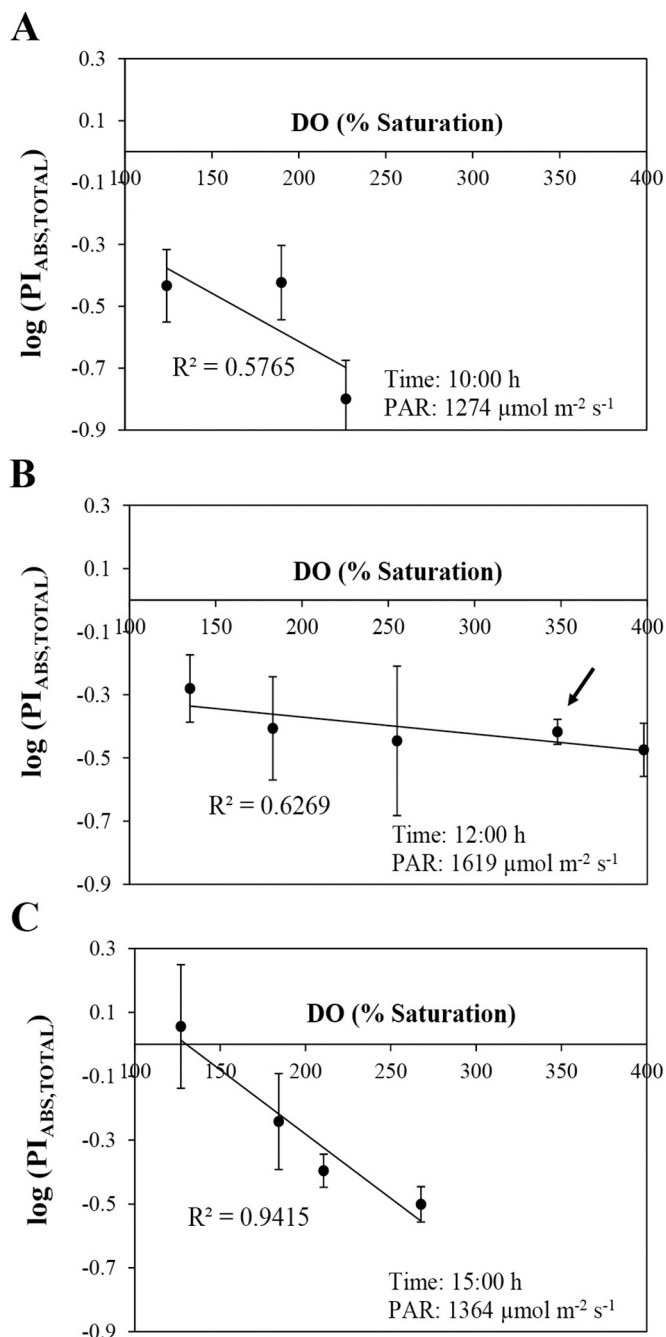 A
0.3
0.1
-0.1
-0.3
-0.5
-0.7
-0.9
log (PI_ABS,TOTAL)
DO (% Saturation)
100 150 200 250 300 350 400
R² = 0.5765
Time: 10:00 h
PAR: 1274 µmol m⁻² s⁻¹
B
0.3
0.1
-0.1
-0.3
-0.5
-0.7
-0.9
log (PI_ABS,TOTAL)
DO (% Saturation)
100 150 200 250 300 350 400
R² = 0.6269
Time: 12:00 h
PAR: 1619 µmol m⁻² s⁻¹
C
0.3
0.1
-0.1
-0.3
-0.5
-0.7
-0.9
log (PI_ABS,TOTAL)
DO (% Saturation)
100 150 200 250 300 350 400
R² = 0.9415
Time: 15:00 h
PAR: 1364 µmol m⁻² s⁻¹